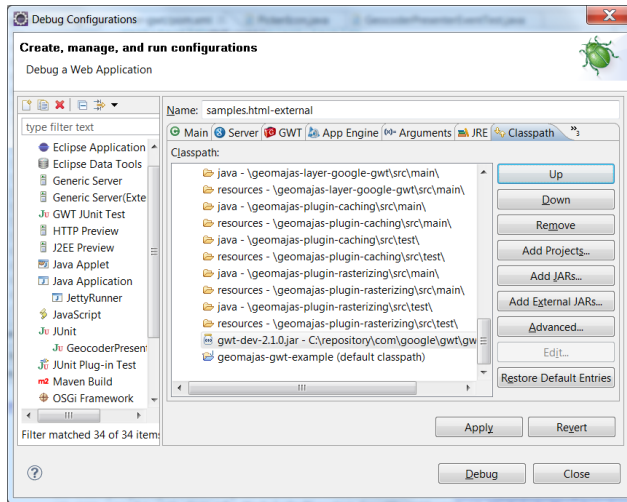 Debug Configurations
Create, manage, and run configurations
Debug a Web Application
type filter text
Eclipse Application
Eclipse Data Tools
Generic Server
Generic Server(Exte
Ju GWT JUnit Test
HTTP Preview
J2EE Preview
Java Applet
Java Application
JettyRunner
JavaScript
Ju JUnit
Ju GeocoderPresent
JUnit Plug-in Test
m2 Maven Build
OSGi Framework
Filter matched 34 of 34 items
Name: samples.html-external
Main Server GWT App Engine (x)= Arguments JRE Classpath »3
Classpath:
java - \geomajas-layer-google-gwt\src\main\
resources - \geomajas-layer-google-gwt\src\main\
java - \geomajas-plugin-caching\src\main\
resources - \geomajas-plugin-caching\src\main\
java - \geomajas-plugin-caching\src\test\
resources - \geomajas-plugin-caching\src\test\
java - \geomajas-plugin-rasterizing\src\main\
resources - \geomajas-plugin-rasterizing\src\main\
java - \geomajas-plugin-rasterizing\src\test\
resources - \geomajas-plugin-rasterizing\src\test\
gwt-dev-2.1.0.jar - C:\repository\com\google\gwt\gw
geomajas-gwt-example (default classpath)
Up
Down
Remove
Add Projects...
Add JARs...
Add External JARs...
Advanced...
Edit...
Restore Default Entries
Apply
Revert
?
Debug
Close